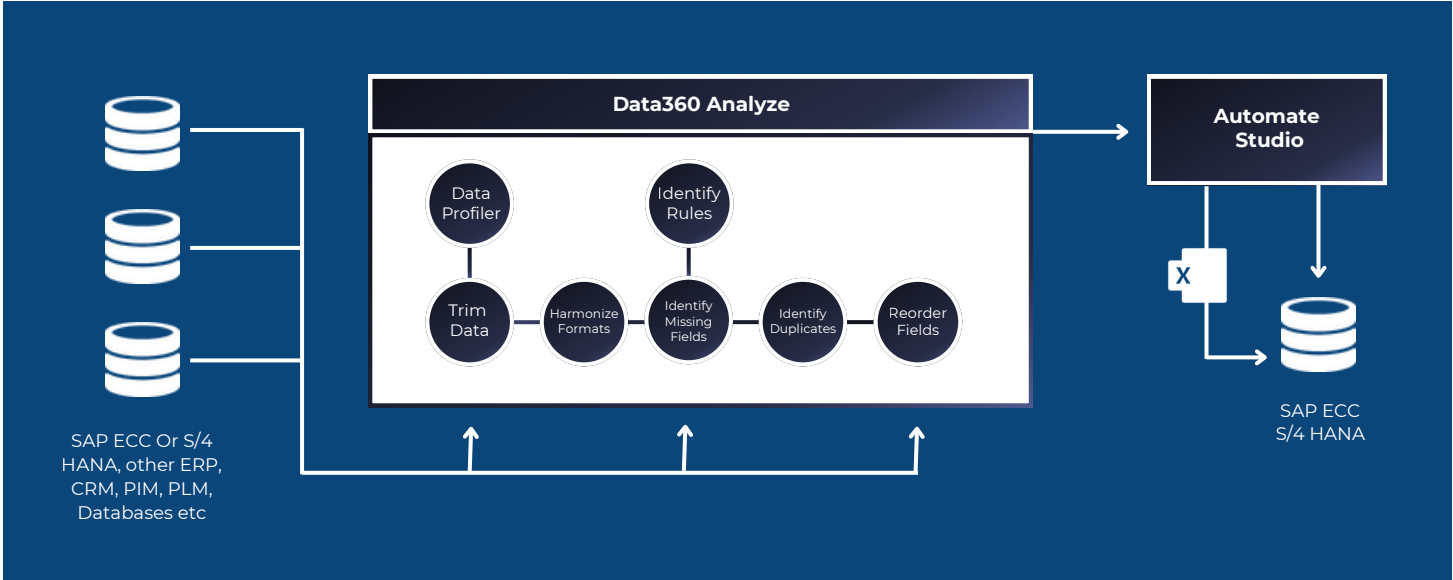 Data360 Analyze
Automate
Studio
Data
Profiler
Identify
Rules
Trim
Data
Harmonize
Formats
Identify
Missing
Fields
Identify
Duplicates
Reorder
Fields
X
SAP ECC Or S/4
HANA, other ERP,
CRM, PIM, PLM,
Databases etc
SAP ECC
S/4 HANA